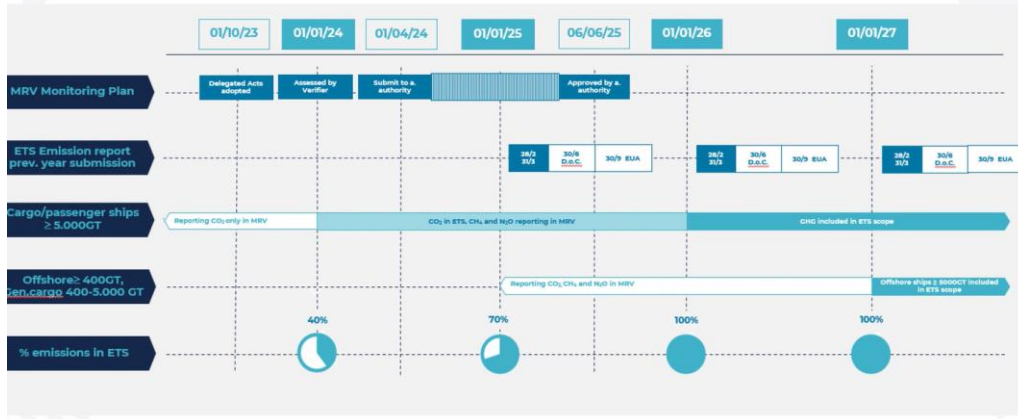 01/10/23 01/01/24 01/04/24 01/01/25 06/06/25 01/01/26 01/01/27
MRV Monitoring Plan
Delegated Acts
adopted
Assessed by
Verifier
Submit to a.
authority
Approved by a.
authority
ETS Emission report
prev. year submission
28/2
31/3
30/6
D.o.C.
30/9 EUA
28/2
31/3
30/6
D.o.C.
30/9 EUA
28/2
31/3
30/6
D.o.C.
30/9 EUA
Cargo/passenger ships
≥ 5.000GT
Reporting CO₂ only in MRV
CO₂ in ETS, CH₄ and N₂O reporting in MRV
GHG included in ETS scope
Offshore≥ 400GT,
Gen.cargo 400-5.000 GT
Reporting CO₂ CH₄ and N₂O in MRV
Offshore ships ≥ 5000GT included
in ETS scope
40% 70% 100% 100%
% emissions in ETS